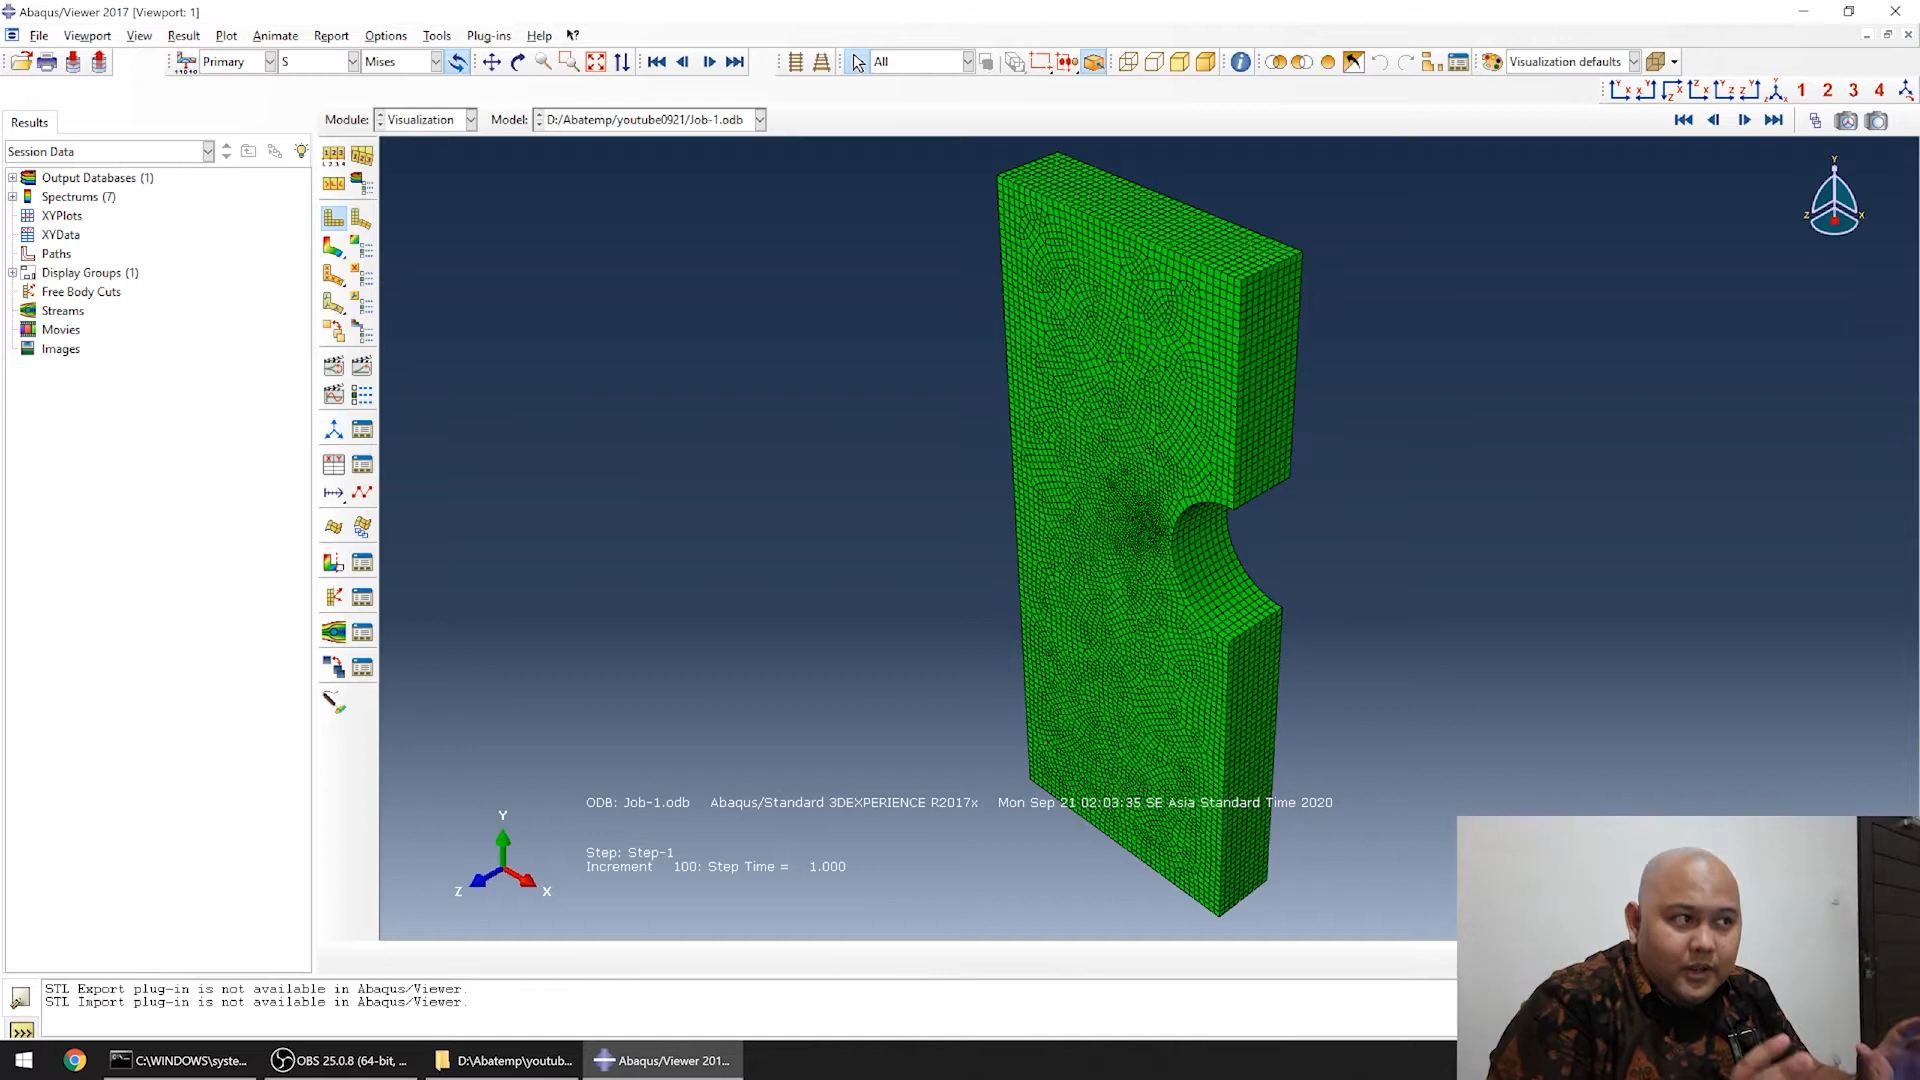 Abaqus/Viewer 2017 [Viewport: 1]
File Viewport View Result Plot Animate Report Options Tools Plug-ins Help
Primary S Mises All Visualization defaults
1 2 3 4
Results Module: Visualization Model: D:/Abatemp/youtube0921/Job-1.odb
Session Data
Output Databases (1)
Spectrums (7)
XYPlots
XYData
Paths
Display Groups (1)
Free Body Cuts
Streams
Movies
Images
Y
Z X
ODB: Job-1.odb Abaqus/Standard 3DEXPERIENCE R2017x Mon Sep 21 02:03:35 SE Asia Standard Time 2020
Y
Z X
Step: Step-1
Increment 100: Step Time = 1.000
STL Export plug-in is not available in Abaqus/Viewer.
STL Import plug-in is not available in Abaqus/Viewer.
>>>
C:\WINDOWS\syste... OBS 25.0.8 (64-bit, ... D:\Abatemp\youtub... Abaqus/Viewer 201...